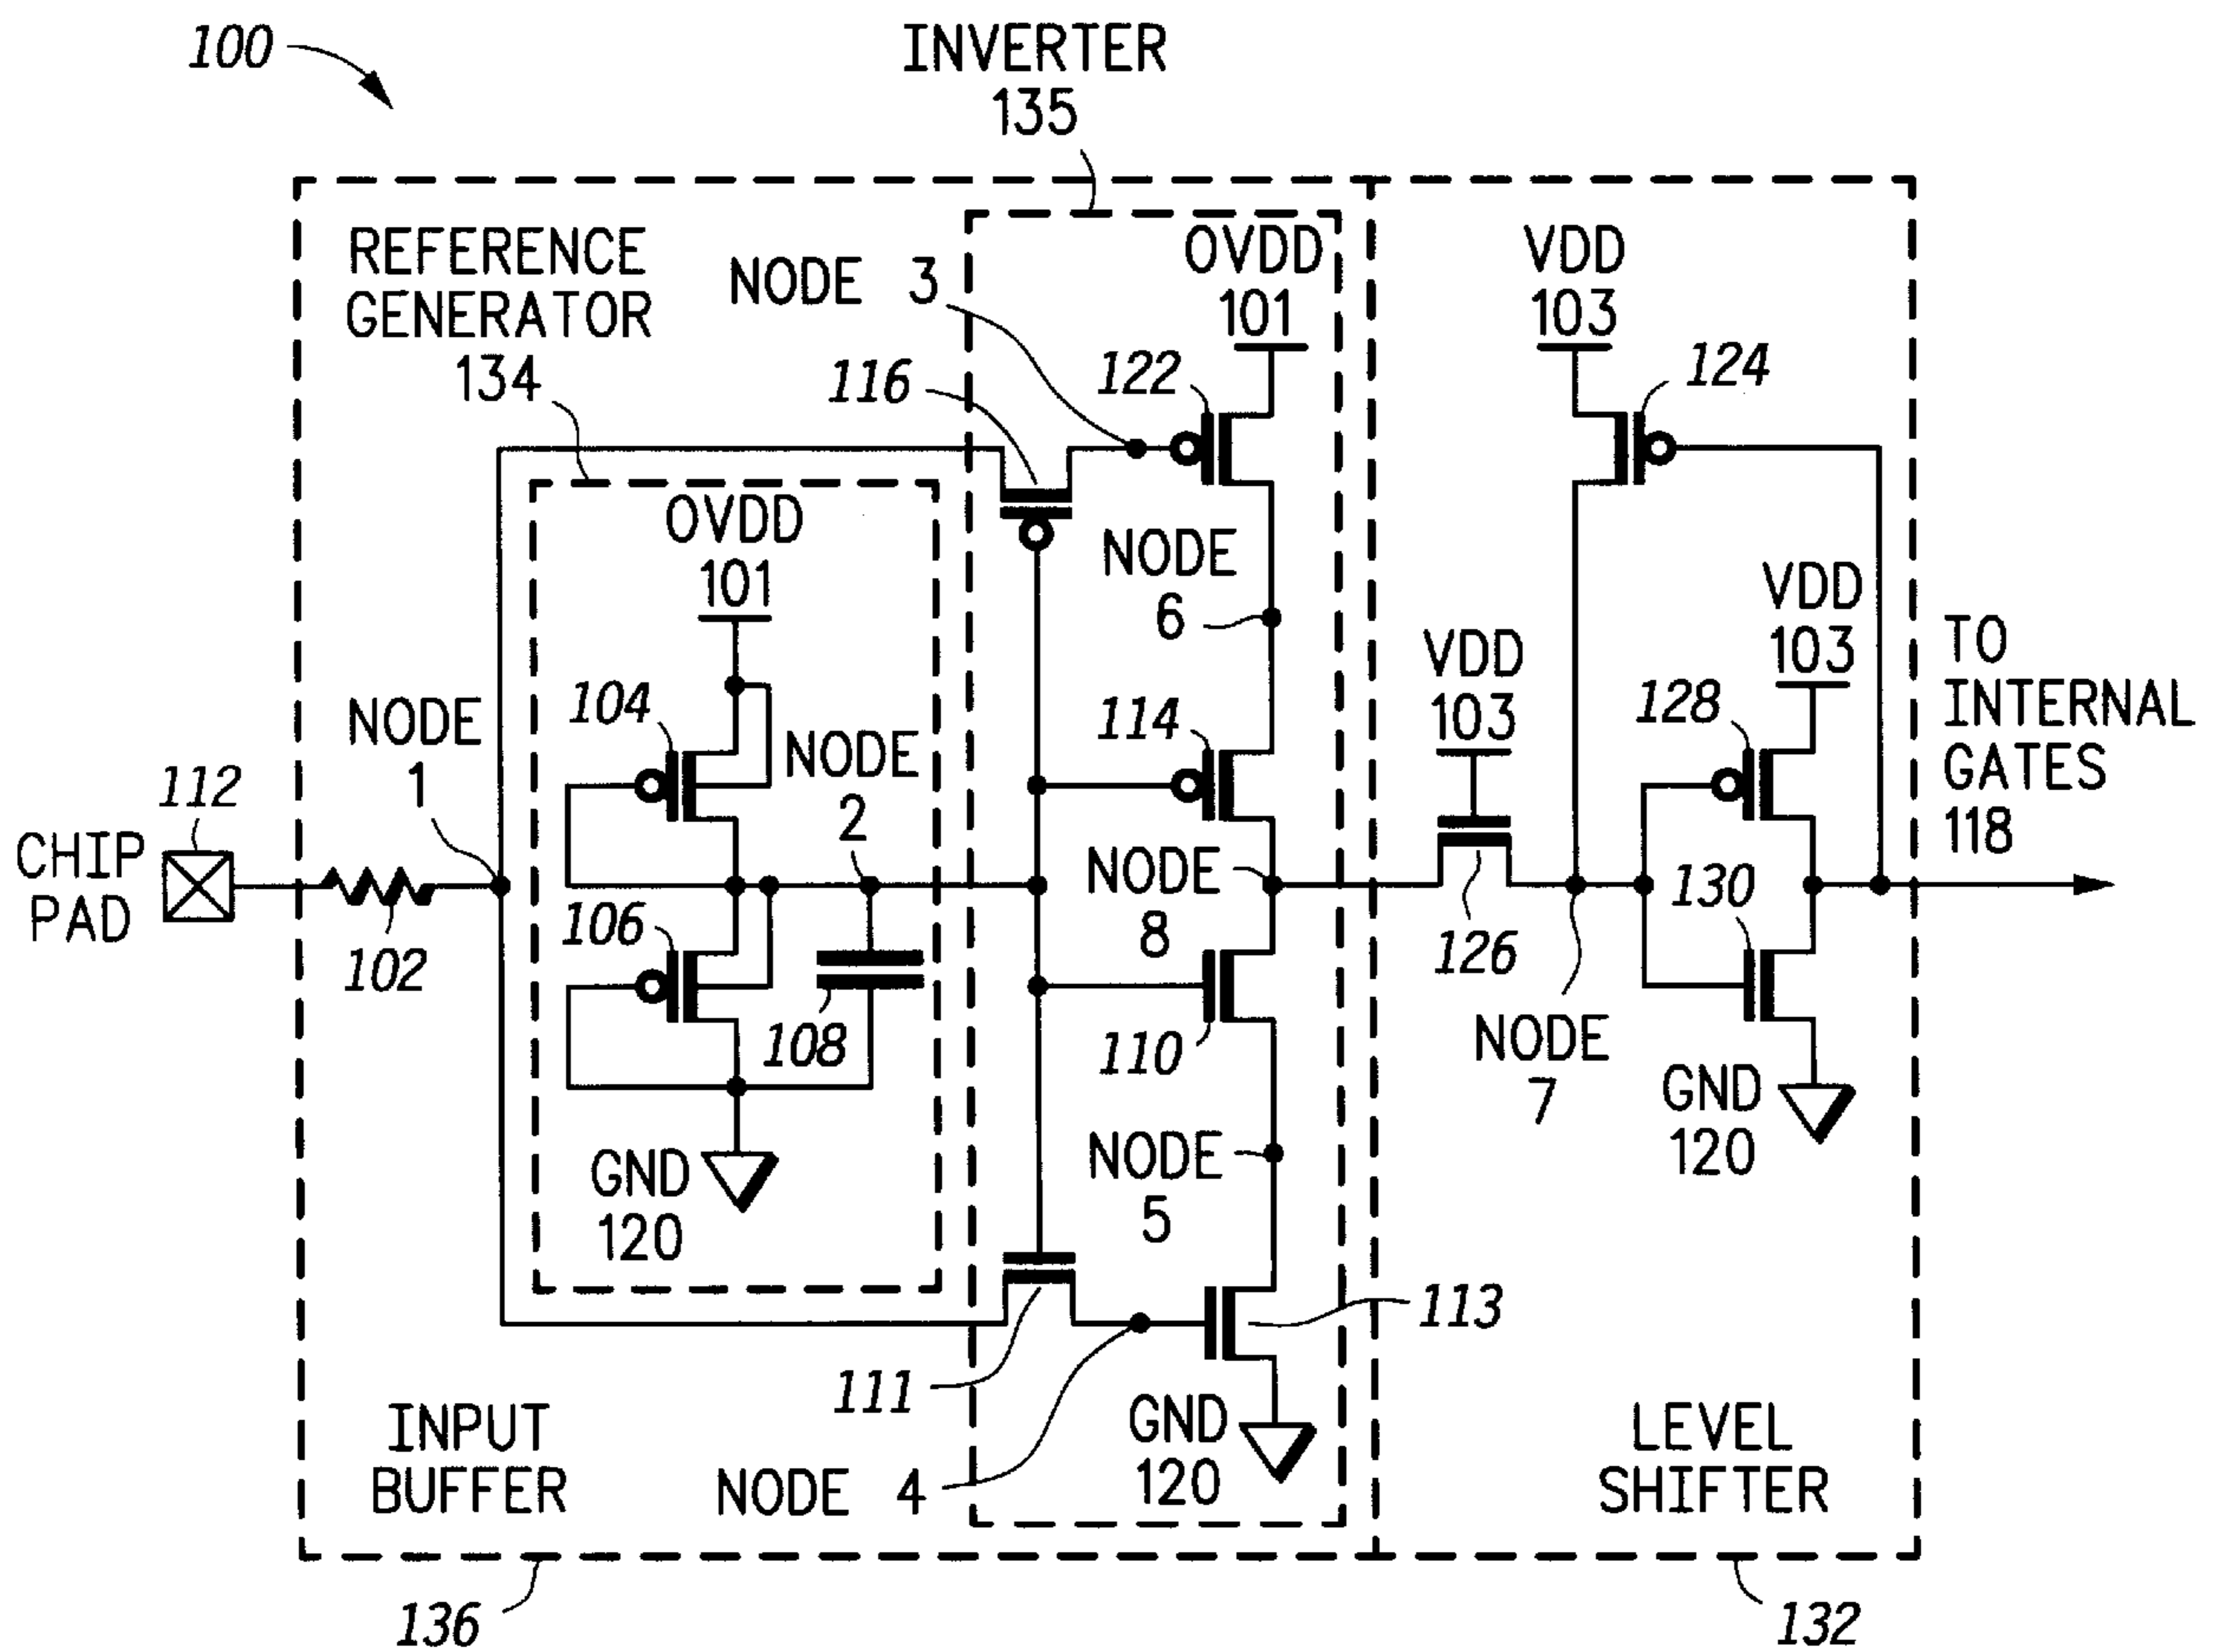 100
INVERTER
135
REFERENCE
GENERATOR
134
NODE 3
116
OVDD
101
122
VDD
103
124
OVDD
101
NODE
6
104
NODE
2
NODE
1
114
VDD
103
VDD
103
128
TO
INTERNAL
GATES
118
112
CHIP
PAD
102
106
108
NODE
8
110
126
130
NODE
7
GND
120
GND
120
NODE
5
113
111
NODE 4
GND
120
INPUT
BUFFER
LEVEL
SHIFTER
136
132